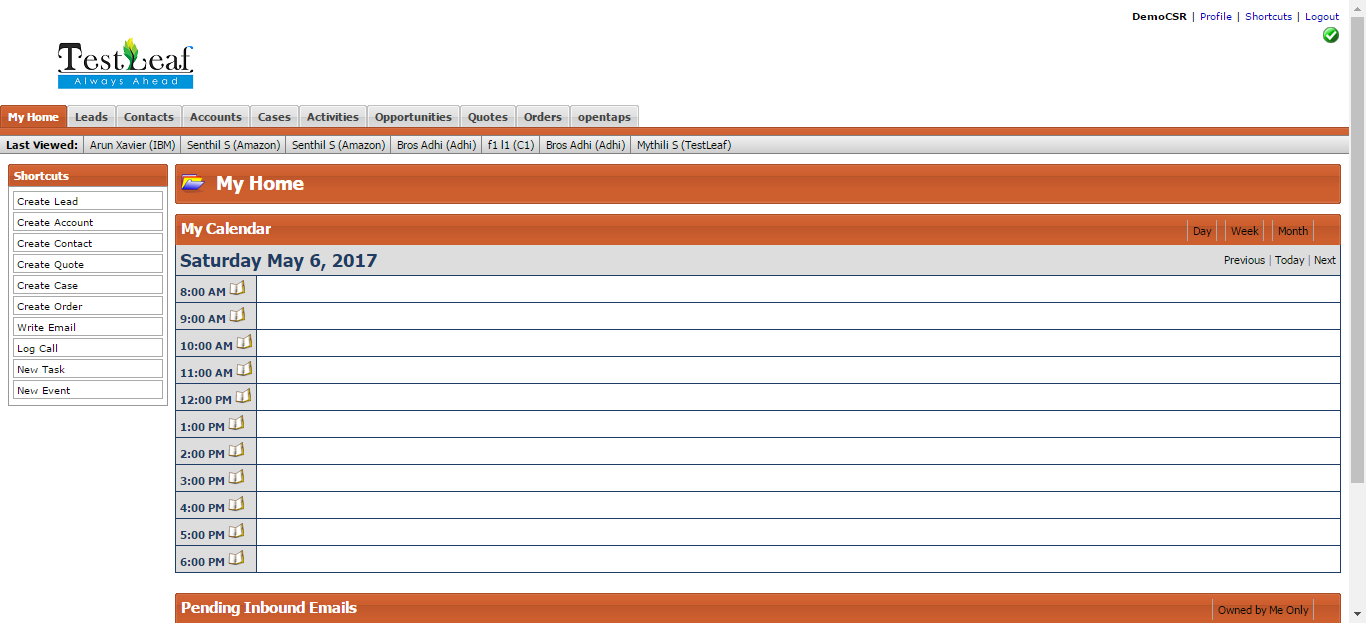 DemoCSR | Profile | Shortcuts | Logout
TestLeaf
Always Ahead
My Home Leads Contacts Accounts Cases Activities Opportunities Quotes Orders opentaps
Last Viewed: Arun Xavier (IBM) Senthil S (Amazon) Senthil S (Amazon) Bros Adhi (Adhi) f1 l1 (C1) Bros Adhi (Adhi) Mythili S (TestLeaf)
Shortcuts
Create Lead
Create Account
Create Contact
Create Quote
Create Case
Create Order
Write Email
Log Call
New Task
New Event
My Home
My Calendar Day Week Month
Saturday May 6, 2017 Previous | Today | Next
8:00 AM
9:00 AM
10:00 AM
11:00 AM
12:00 PM
1:00 PM
2:00 PM
3:00 PM
4:00 PM
5:00 PM
6:00 PM
Pending Inbound Emails Owned by Me Only